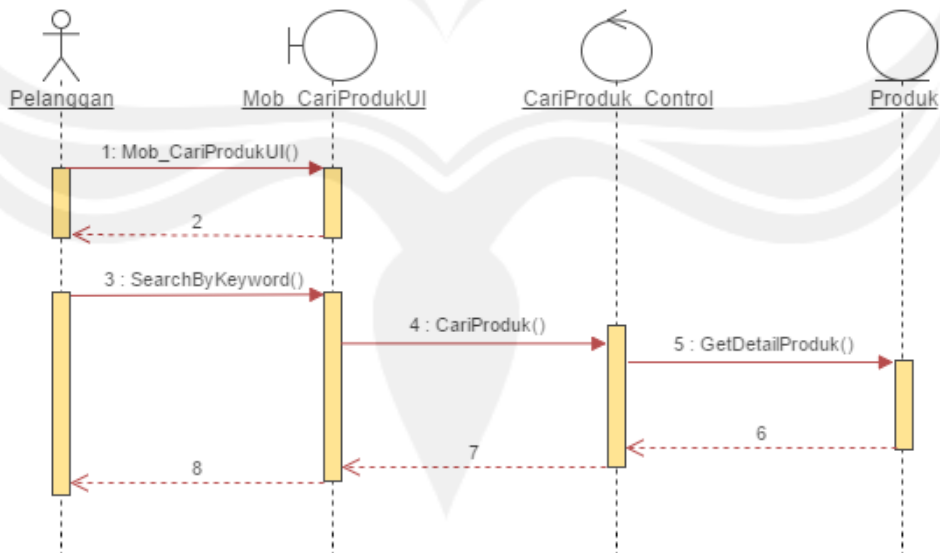 Pelanggan
Mob_CariProdukUI
CariProduk_Control
Produk
1: Mob_CariProdukUI()
2
3 : SearchByKeyword()
4 : CariProduk()
5 : GetDetailProduk()
6
7
8